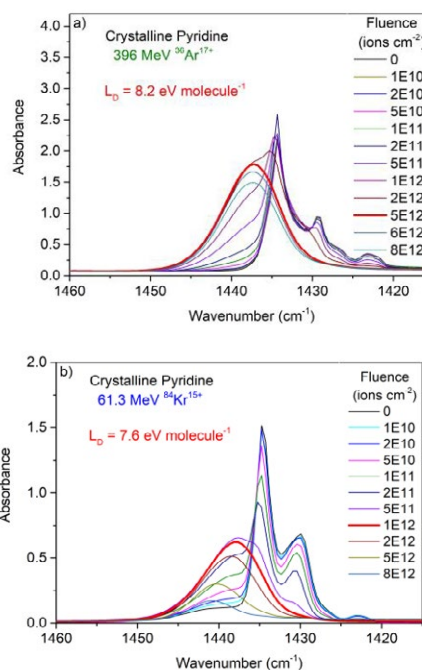 a)
Crystalline Pyridine
396 MeV ³⁶Ar¹⁷⁺
L_D = 8.2 eV molecule⁻¹
Fluence
(ions cm⁻²)
0
1E10
2E10
5E10
1E11
2E11
5E11
1E12
2E12
5E12
6E12
8E12
Absorbance
4.0
3.5
3.0
2.5
2.0
1.5
1.0
0.5
0.0
1460
1450
1440
1430
1420
Wavenumber (cm⁻¹)
b)
Crystalline Pyridine
61.3 MeV ⁸⁴Kr¹⁵⁺
L_D = 7.6 eV molecule⁻¹
Fluence
(ions cm²)
0
1E10
2E10
5E10
1E11
2E11
5E11
1E12
2E12
5E12
8E12
Absorbance
2.0
1.5
1.0
0.5
0.0
1460
1450
1440
1430
1420
Wavenumber (cm⁻¹)